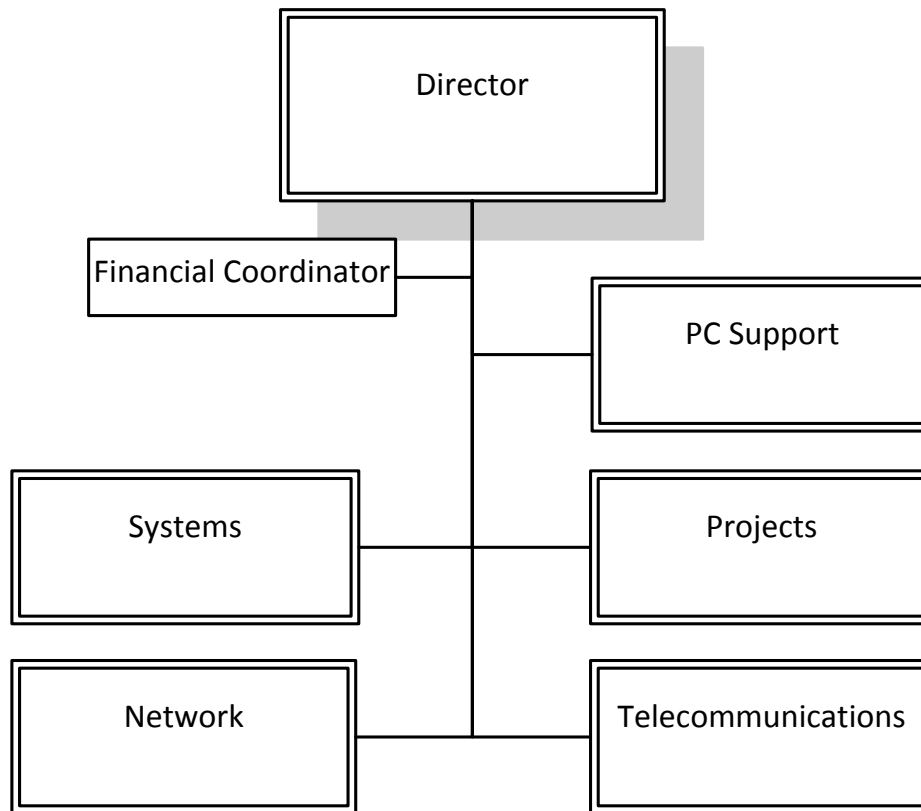 Director
Financial Coordinator
PC Support
Systems
Projects
Network
Telecommunications